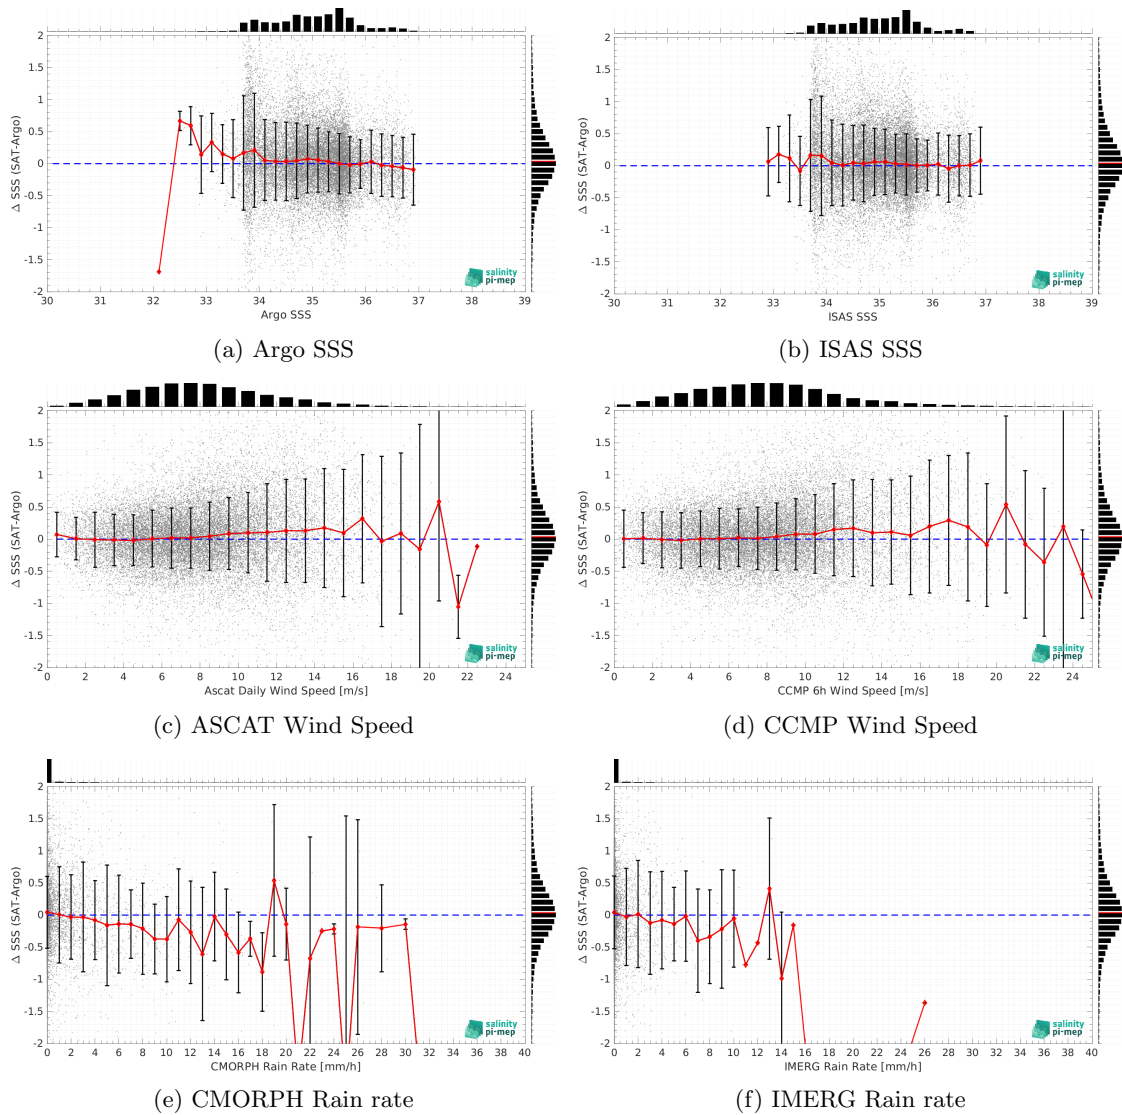 2
1.5
1
0.5
0
-0.5
-1
-1.5
-2
Δ SSS (SAT-Argo)
30 31 32 33 34 35 36 37 38 39
Argo SSS
salinity
pi-mep
(a) Argo SSS
2
1.5
1
0.5
0
-0.5
-1
-1.5
-2
Δ SSS (SAT-Argo)
30 31 32 33 34 35 36 37 38 39
ISAS SSS
salinity
pi-mep
(b) ISAS SSS
2
1.5
1
0.5
0
-0.5
-1
-1.5
-2
Δ SSS (SAT-Argo)
0 2 4 6 8 10 12 14 16 18 20 22 24
Ascat Daily Wind Speed [m/s]
salinity
pi-mep
(c) ASCAT Wind Speed
2
1.5
1
0.5
0
-0.5
-1
-1.5
-2
Δ SSS (SAT-Argo)
0 2 4 6 8 10 12 14 16 18 20 22 24
CCMP 6h Wind Speed [m/s]
salinity
pi-mep
(d) CCMP Wind Speed
2
1.5
1
0.5
0
-0.5
-1
-1.5
-2
Δ SSS (SAT-Argo)
0 2 4 6 8 10 12 14 16 18 20 22 24 26 28 30 32 34 36 38 40
CMORPH Rain Rate [mm/h]
salinity
pi-mep
(e) CMORPH Rain rate
2
1.5
1
0.5
0
-0.5
-1
-1.5
-2
Δ SSS (SAT-Argo)
0 2 4 6 8 10 12 14 16 18 20 22 24 26 28 30 32 34 36 38 40
IMERG Rain Rate [mm/h]
salinity
pi-mep
(f) IMERG Rain rate